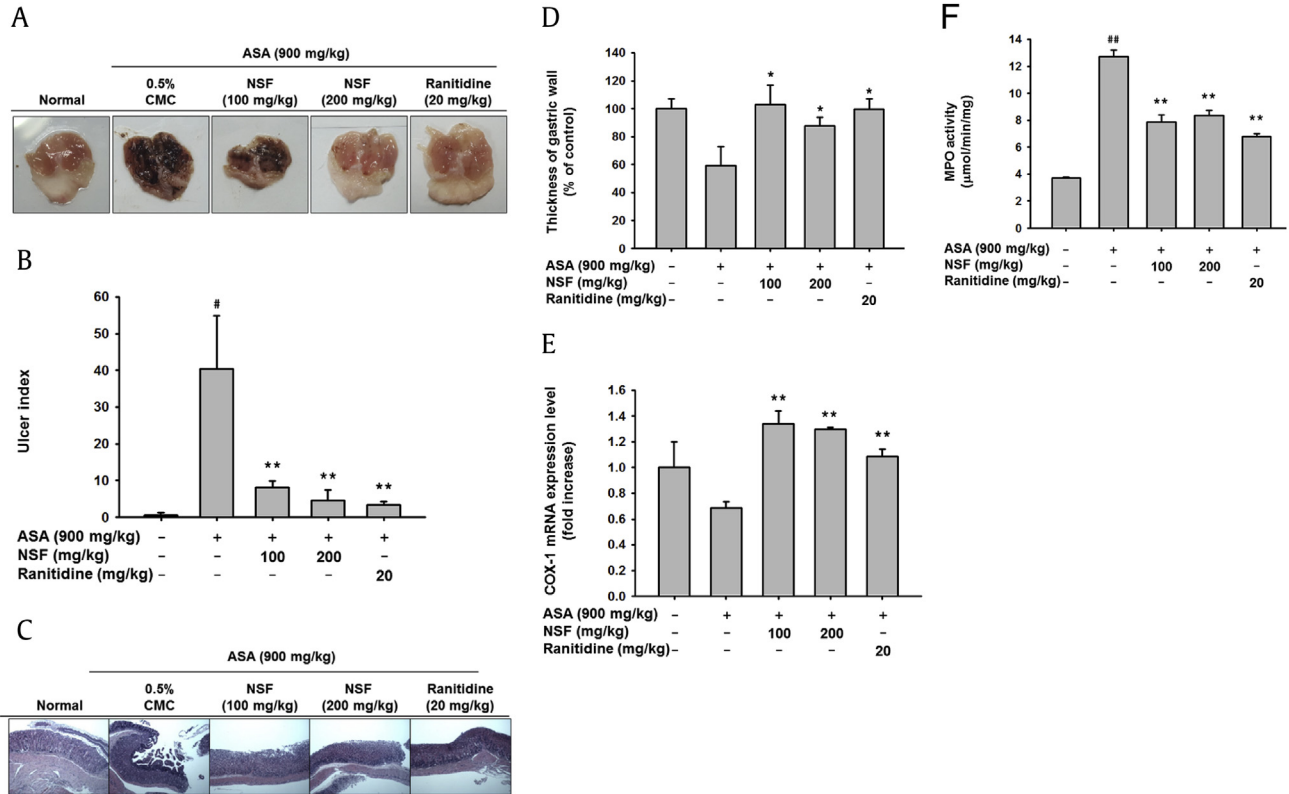 A
ASA (900 mg/kg)
Normal
0.5% CMC
NSF (100 mg/kg)
NSF (200 mg/kg)
Ranitidine (20 mg/kg)
B
Ulcer index
60
50
40
30
20
10
0
#
**
**
**
ASA (900 mg/kg) – + + + +
NSF (mg/kg) – – 100 200 –
Ranitidine (mg/kg) – – – – 20
C
ASA (900 mg/kg)
Normal
0.5% CMC
NSF (100 mg/kg)
NSF (200 mg/kg)
Ranitidine (20 mg/kg)
D
Thickness of gastric wall
(% of control)
140
120
100
80
60
40
20
0
*
*
*
ASA (900 mg/kg) – + + + +
NSF (mg/kg) – – 100 200 –
Ranitidine (mg/kg) – – – – 20
E
COX-1 mRNA expression level
(fold increase)
1.6
1.4
1.2
1.0
0.8
0.6
0.4
0.2
0.0
**
**
**
ASA (900 mg/kg) – + + + +
NSF (mg/kg) – – 100 200 –
Ranitidine (mg/kg) – – – – 20
F
MPO activity
(μmol/min/mg)
14
12
10
8
6
4
2
0
##
**
**
**
ASA (900 mg/kg) – + + + +
NSF (mg/kg) – – 100 200 –
Ranitidine (mg/kg) – – – – 20